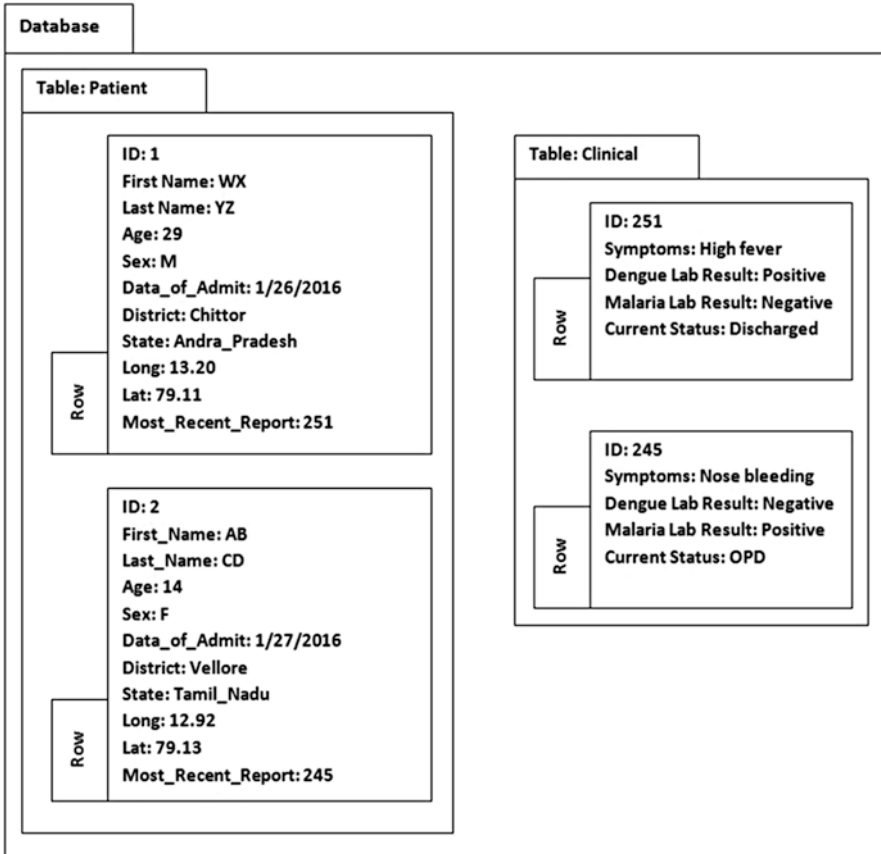 Database
Table: Patient
ID: 1
First Name: WX
Last Name: YZ
Age: 29
Sex: M
Data_of_Admit: 1/26/2016
District: Chittor
State: Andra_Pradesh
Long: 13.20
Lat: 79.11
Most_Recent_Report: 251
Row
ID: 2
First_Name: AB
Last_Name: CD
Age: 14
Sex: F
Data_of_Admit: 1/27/2016
District: Vellore
State: Tamil_Nadu
Long: 12.92
Lat: 79.13
Most_Recent_Report: 245
Row
Table: Clinical
ID: 251
Symptoms: High fever
Dengue Lab Result: Positive
Malaria Lab Result: Negative
Current Status: Discharged
Row
ID: 245
Symptoms: Nose bleeding
Dengue Lab Result: Negative
Malaria Lab Result: Positive
Current Status: OPD
Row